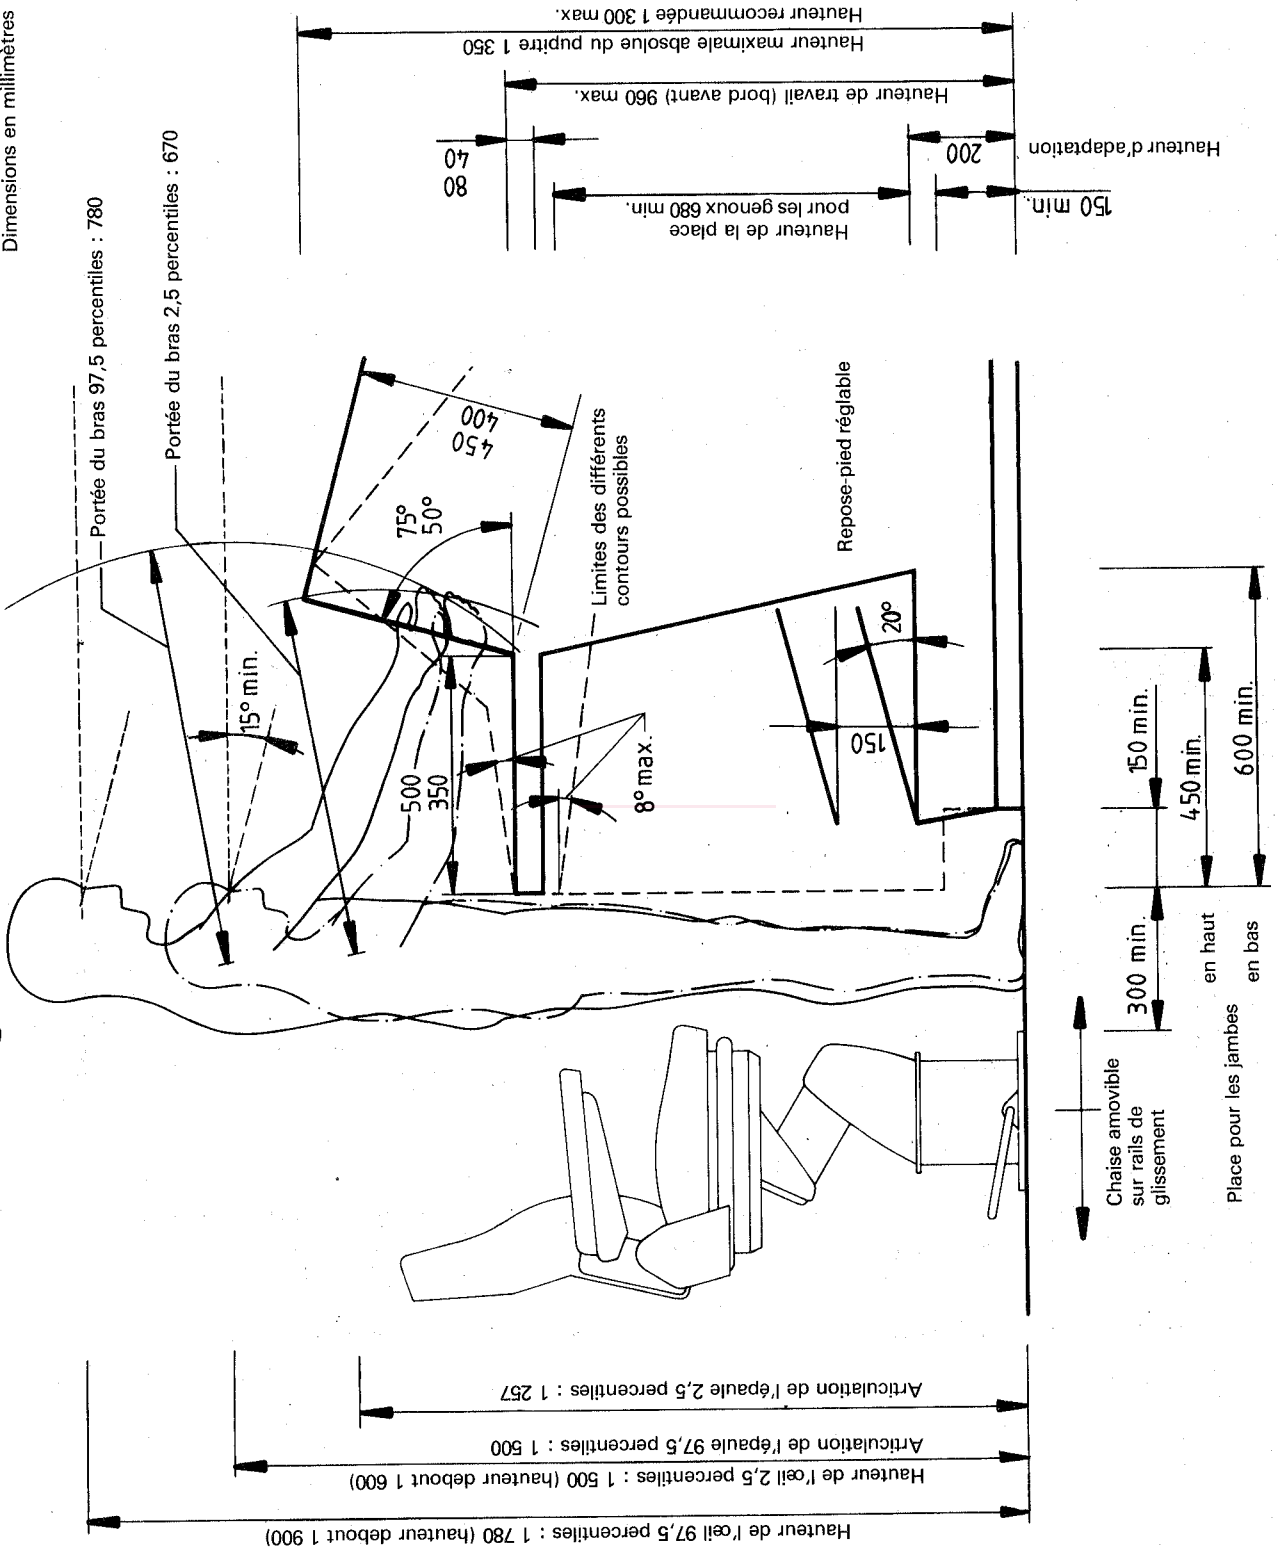 Dimensions en millimètres
Portée du bras 97,5 percentiles : 780
Portée du bras 2,5 percentiles : 670
Hauteur recommandée 1 300 max.
Hauteur maximale absolue du pupitre 1 350
Hauteur de travail (bord avant) 960 max.
80
40
Hauteur de la place
pour les genoux 680 min.
200
150 min.
Hauteur d'adaptation
15° min.
75°
50°
450
400
500
350
8° max.
Limites des différents
contours possibles
Repose-pied réglable
20°
150
150 min.
300 min.
450 min.
600 min.
en haut
en bas
Place pour les jambes
Chaise amovible
sur rails de
glissement
Articulation de l'épaule 2,5 percentiles : 1 257
Articulation de l'épaule 97,5 percentiles : 1 500
Hauteur de l'œil 2,5 percentiles : 1 500 (hauteur debout 1 600)
Hauteur de l'œil 97,5 percentiles : 1 780 (hauteur debout 1 900)